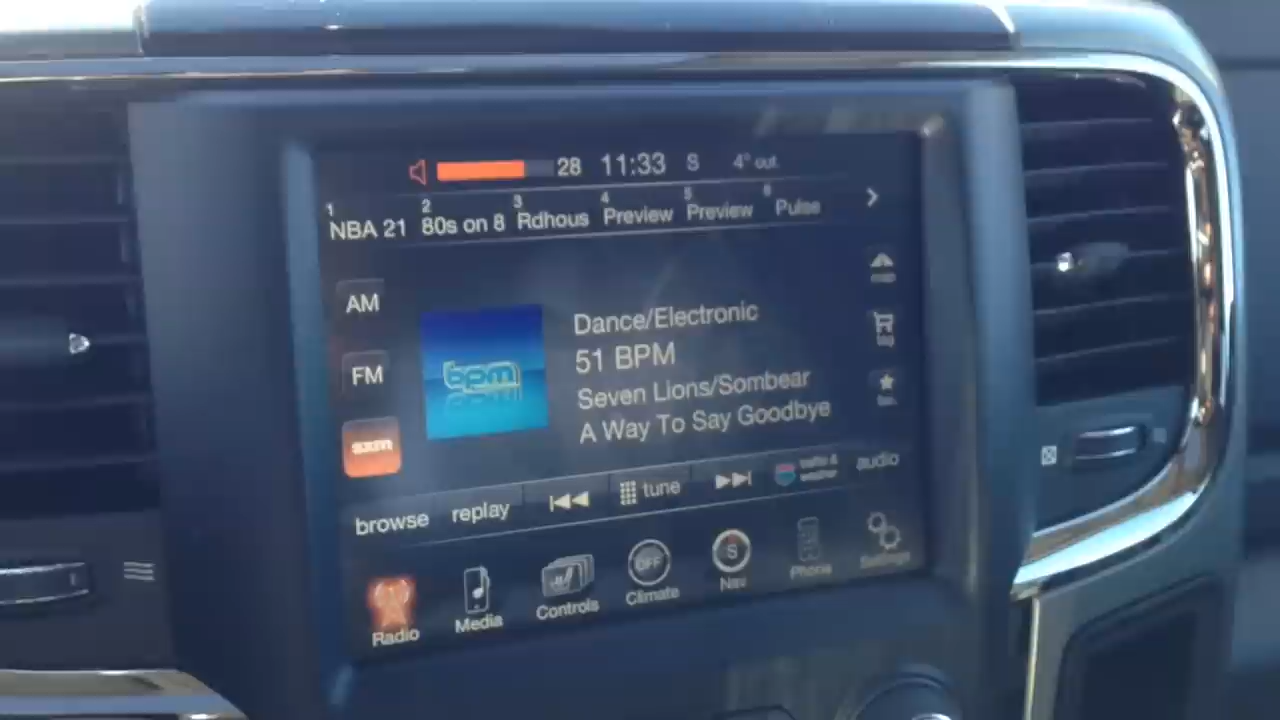 28 11:33 S 4° out
1 2 3 4 5 6
NBA 21 80s on 8 Rdhous Preview Preview Pulse
AM
FM
sxm
bpm
Dance/Electronic
51 BPM
Seven Lions/Sombear
A Way To Say Goodbye
browse replay tune traffic & weather audio
OFF S
Radio Media Controls Climate Nav Phone Settings